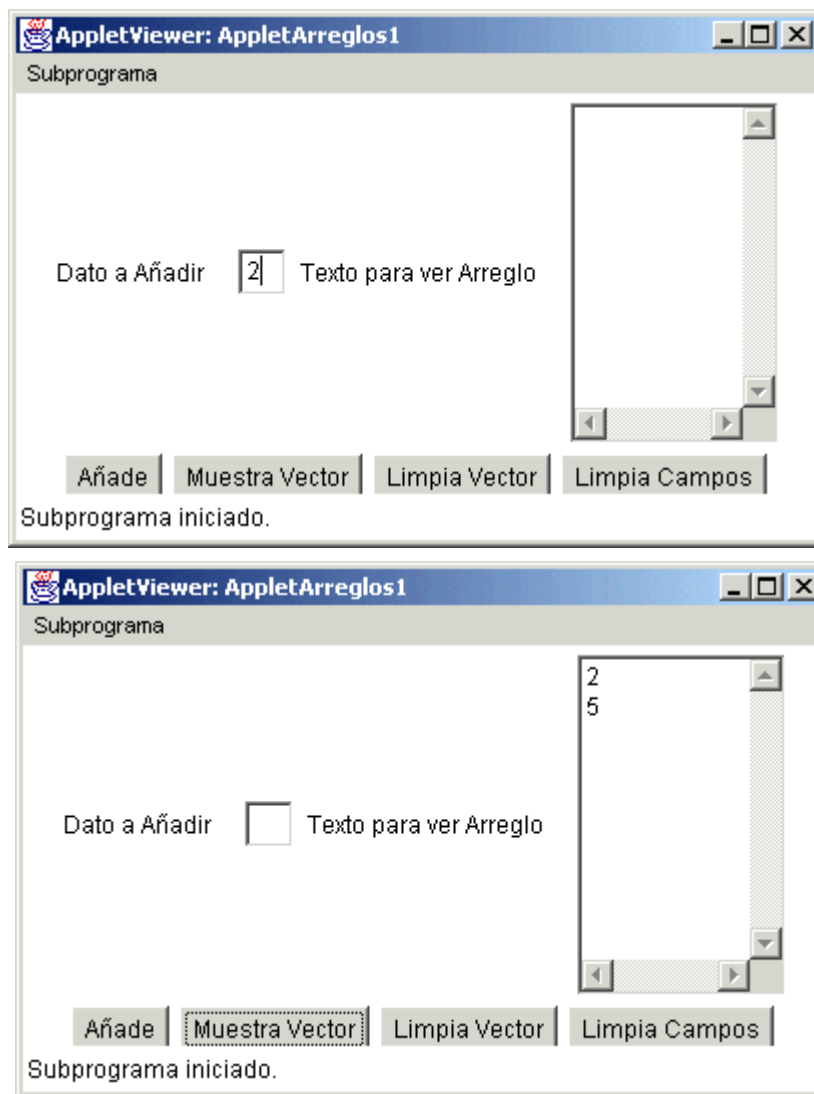 AppletViewer: AppletArreglos1
Subprograma
Dato a Añadir 2 Texto para ver Arreglo
Añade Muestra Vector Limpia Vector Limpia Campos
Subprograma iniciado.
AppletViewer: AppletArreglos1
Subprograma
2
5
Dato a Añadir Texto para ver Arreglo
Añade Muestra Vector Limpia Vector Limpia Campos
Subprograma iniciado.